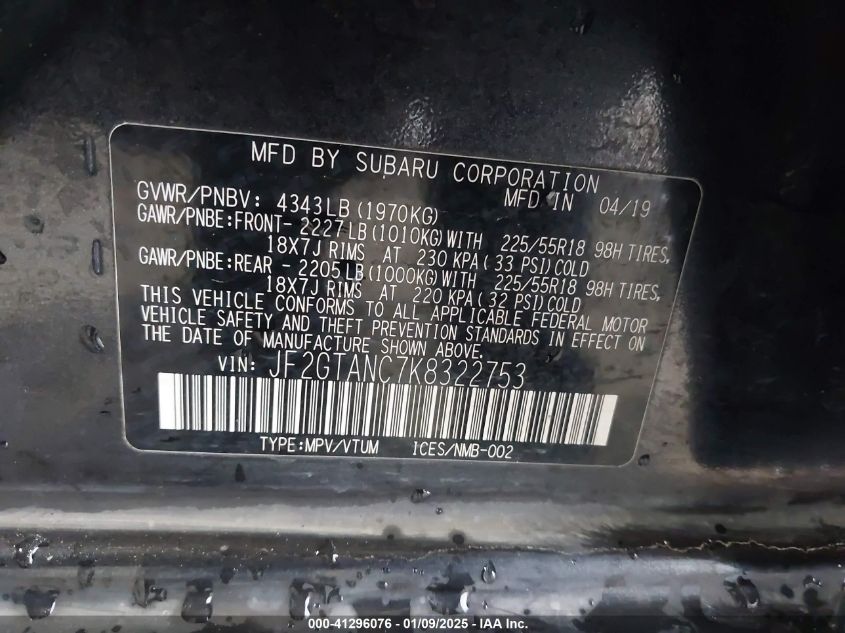 MFD BY SUBARU CORPORATION
GVWR/PNBV: 4343LB(1970KG) MFD IN 04/19
GAWR/PNBE:FRONT- 2227LB(1010KG)WITH 225/55R18 98H TIRES,
18X7J RIMS AT 230 KPA(33 PSI)COLD
GAWR/PNBE:REAR - 2205LB(1000KG)WITH 225/55R18 98H TIRES,
18X7J RIMS AT 220 KPA(32 PSI)COLD
THIS VEHICLE CONFORMS TO ALL APPLICABLE FEDERAL MOTOR
VEHICLE SAFETY AND THEFT PREVENTION STANDARDS IN EFFECT ON
THE DATE OF MANUFACTURE SHOWN ABOVE.
VIN: JF2GTANC7K8322753
TYPE:MPV/VTUM ICES/NMB-002
000-41296076 - 01/09/2025 - IAA Inc.